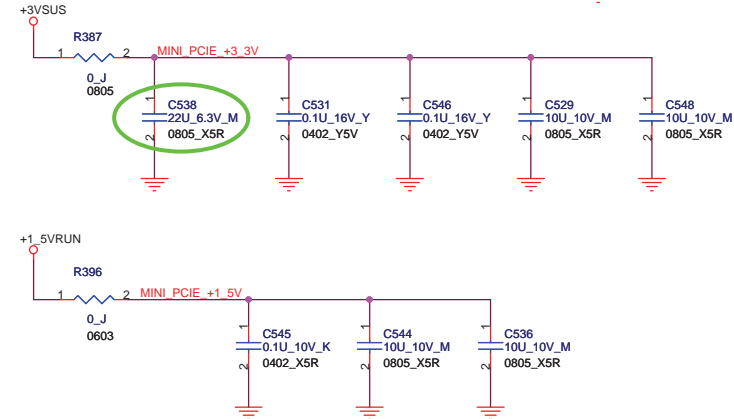 +3VSUS
R387
1 2 MINI_PCIE_+3_3V
0_J
0805
1 C538
22U_6.3V_M
2 0805_X5R
1 C531
0.1U_16V_Y
2 0402_Y5V
1 C546
0.1U_16V_Y
2 0402_Y5V
1 C529
10U_10V_M
2 0805_X5R
1 C548
10U_10V_M
2 0805_X5R
+1_5VRUN
R396
1 2 MINI_PCIE_+1_5V
0_J
0603
1 C545
0.1U_10V_K
2 0402_X5R
1 C544
10U_10V_M
2 0805_X5R
1 C536
10U_10V_M
2 0805_X5R